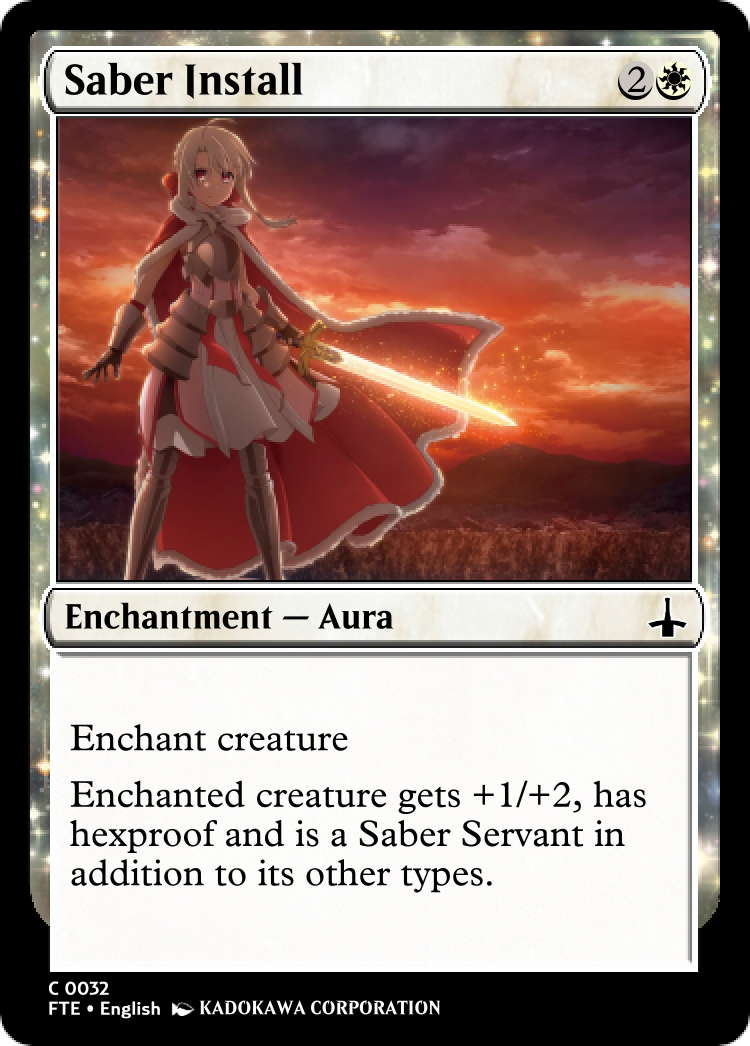 Saber Install 2
Enchantment — Aura
Enchant creature
Enchanted creature gets +1/+2, has
hexproof and is a Saber Servant in
addition to its other types.
C 0032
FTE • English KADOKAWA CORPORATION